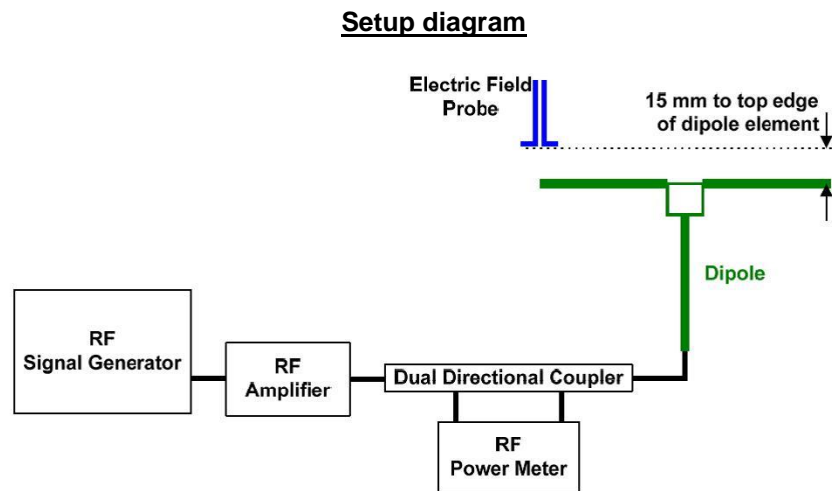 Setup diagram
Electric Field
Probe
15 mm to top edge
of dipole element
Dipole
RF
Signal Generator
RF
Amplifier
Dual Directional Coupler
RF
Power Meter